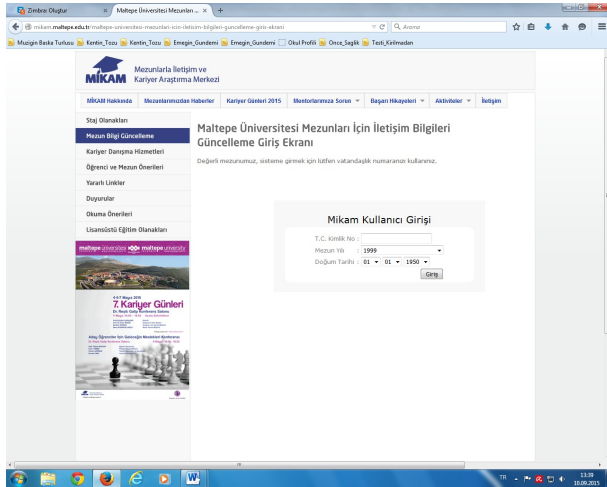 Zimbra: Oluştur
Maltepe Üniversitesi Mezunları ...
mikam.maltepe.edu.tr/maltepe-universitesi-mezunlari-icin-iletisim-bilgileri-guncelleme-giris-ekrani
Arama
Muzigin Baska Turlusu
Kentin_Tozu
Kentin_Tozu
Emegin_Gundemi
Emegin_Gundemi
Okul Profili
Once_Saglik
Testi_Kirilmadan
MİKAM
Mezunlarla İletişim ve
Kariyer Araştırma Merkezi
MİKAM Hakkında
Mezunlarımızdan Haberler
Kariyer Günleri 2015
Mentorlarımıza Sorun
Başarı Hikayeleri
Aktiviteler
İletişim
Staj Olanakları
Mezun Bilgi Güncelleme
Kariyer Danışma Hizmetleri
Öğrenci ve Mezun Önerileri
Yararlı Linkler
Duyurular
Okuma Önerileri
Lisansüstü Eğitim Olanakları
Maltepe Üniversitesi Mezunları İçin İletişim Bilgileri
Güncelleme Giriş Ekranı
Değerli mezunumuz, sisteme girmek için lütfen vatandaşlık numaranızı kullanınız.
Mikam Kullanıcı Girişi
T.C. Kimlik No :
Mezun Yılı : 1999
Doğum Tarihi : 01 01 1950
Giriş
maltepe üniversitesi maltepe university
7. Kariyer Günleri
TR
13:39
10.09.2015